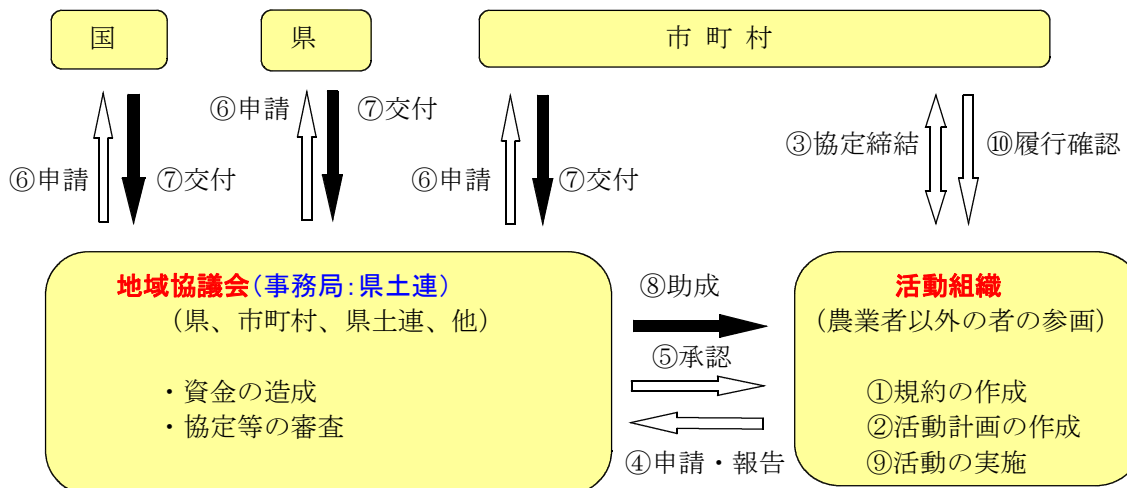 国
県
市 町 村
⑥申請
⑦交付
⑥申請
⑦交付
⑥申請
⑦交付
③協定締結
⑩履行確認
地域協議会(事務局:県土連)
(県、市町村、県土連、他)
・資金の造成
・協定等の審査
⑧助成
⑤承認
④申請・報告
活動組織
(農業者以外の者の参画)
①規約の作成
②活動計画の作成
⑨活動の実施